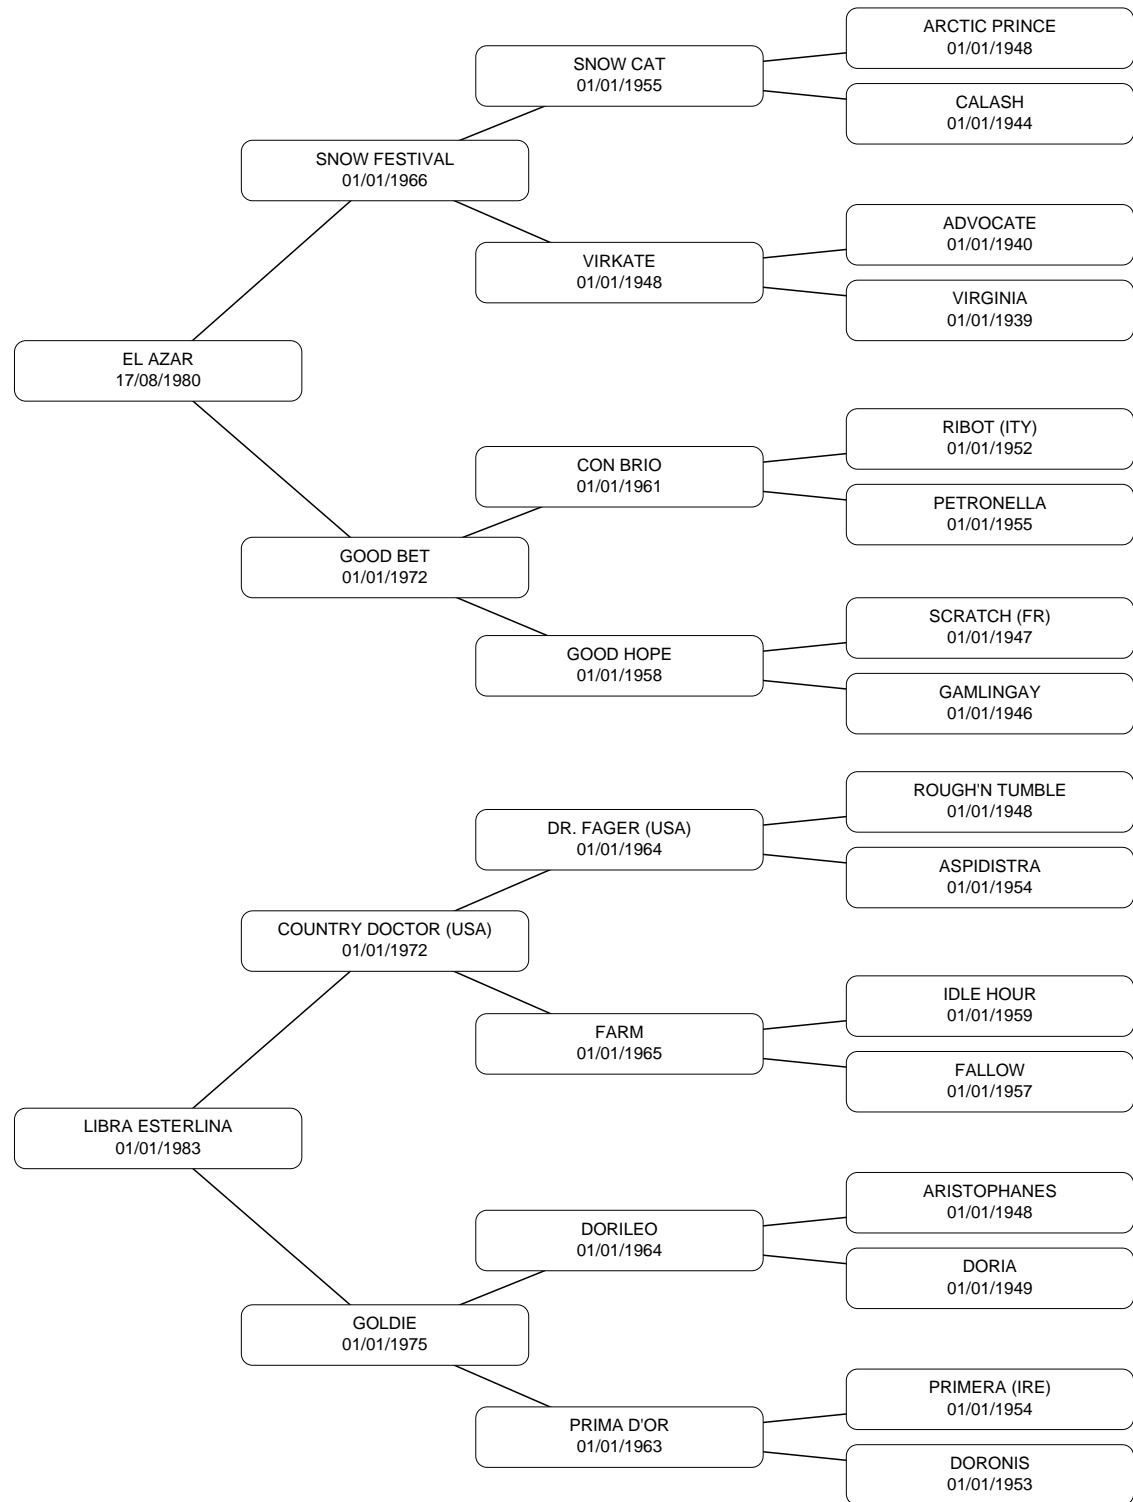 ARCTIC PRINCE
01/01/1948
SNOW CAT
01/01/1955
CALASH
01/01/1944
SNOW FESTIVAL
01/01/1966
ADVOCATE
01/01/1940
VIRKATE
01/01/1948
VIRGINIA
01/01/1939
EL AZAR
17/08/1980
RIBOT (ITY)
01/01/1952
CON BRIO
01/01/1961
PETRONELLA
01/01/1955
GOOD BET
01/01/1972
SCRATCH (FR)
01/01/1947
GOOD HOPE
01/01/1958
GAMLINGAY
01/01/1946
ROUGH'N TUMBLE
01/01/1948
DR. FAGER (USA)
01/01/1964
ASPIDISTRA
01/01/1954
COUNTRY DOCTOR (USA)
01/01/1972
IDLE HOUR
01/01/1959
FARM
01/01/1965
FALLOW
01/01/1957
LIBRA ESTERLINA
01/01/1983
ARISTOPHANES
01/01/1948
DORILEO
01/01/1964
DORIA
01/01/1949
GOLDIE
01/01/1975
PRIMERA (IRE)
01/01/1954
PRIMA D'OR
01/01/1963
DORONIS
01/01/1953